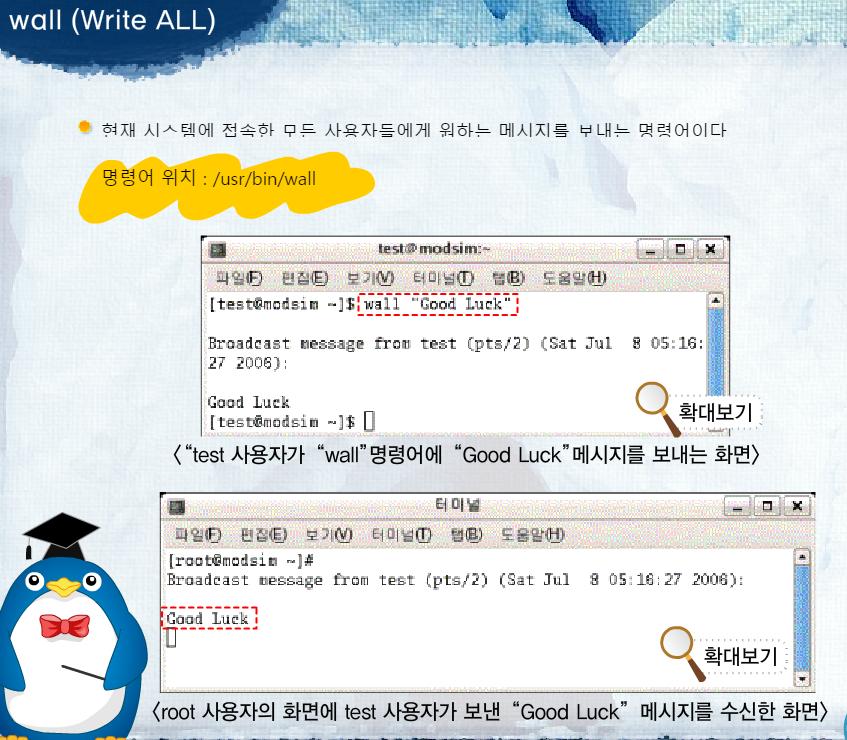 wall (Write ALL)
현재 시스템에 접속한 모든 사용자들에게 원하는 메시지를 보내는 명령어이다
명령어 위치 : /usr/bin/wall
test@modsim:~
파일(F) 편집(E) 보기(V) 터미널(T) 탭(B) 도움말(H)
[test@modsim ~]$ wall "Good Luck"
Broadcast message from test (pts/2) (Sat Jul  8 05:16:
27 2006):
Good Luck
[test@modsim ~]$
확대보기
〈“test 사용자가 “wall”명령어에 “Good Luck”메시지를 보내는 화면〉
터미널
파일(F) 편집(E) 보기(V) 터미널(T) 탭(B) 도움말(H)
[root@modsim ~]#
Broadcast message from test (pts/2) (Sat Jul  8 05:16:27 2006):
Good Luck
확대보기
〈root 사용자의 화면에 test 사용자가 보낸 “Good Luck” 메시지를 수신한 화면〉